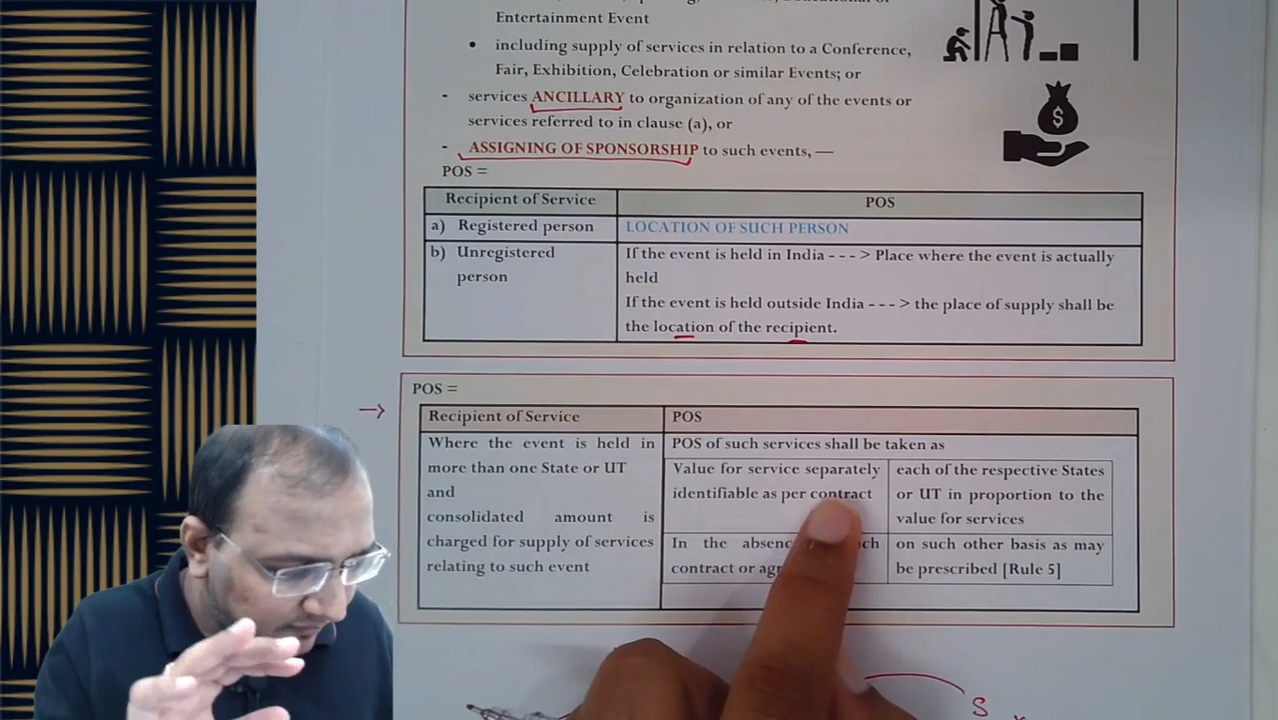 Entertainment Event
• including supply of services in relation to a Conference,
Fair, Exhibition, Celebration or similar Events; or
- services ANCILLARY to organization of any of the events or
services referred to in clause (a), or
- ASSIGNING OF SPONSORSHIP to such events, —
POS =
Recipient of Service POS
a) Registered person LOCATION OF SUCH PERSON
b) Unregistered If the event is held in India - - - > Place where the event is actually
person held
If the event is held outside India - - - > the place of supply shall be
the location of the recipient.
→ POS =
Recipient of Service POS
Where the event is held in POS of such services shall be taken as
more than one State or UT Value for service separately each of the respective States
and identifiable as per contract or UT in proportion to the
consolidated amount is value for services
charged for supply of services In the on such other basis as may
relating to such event contract or be prescribed [Rule 5]
S